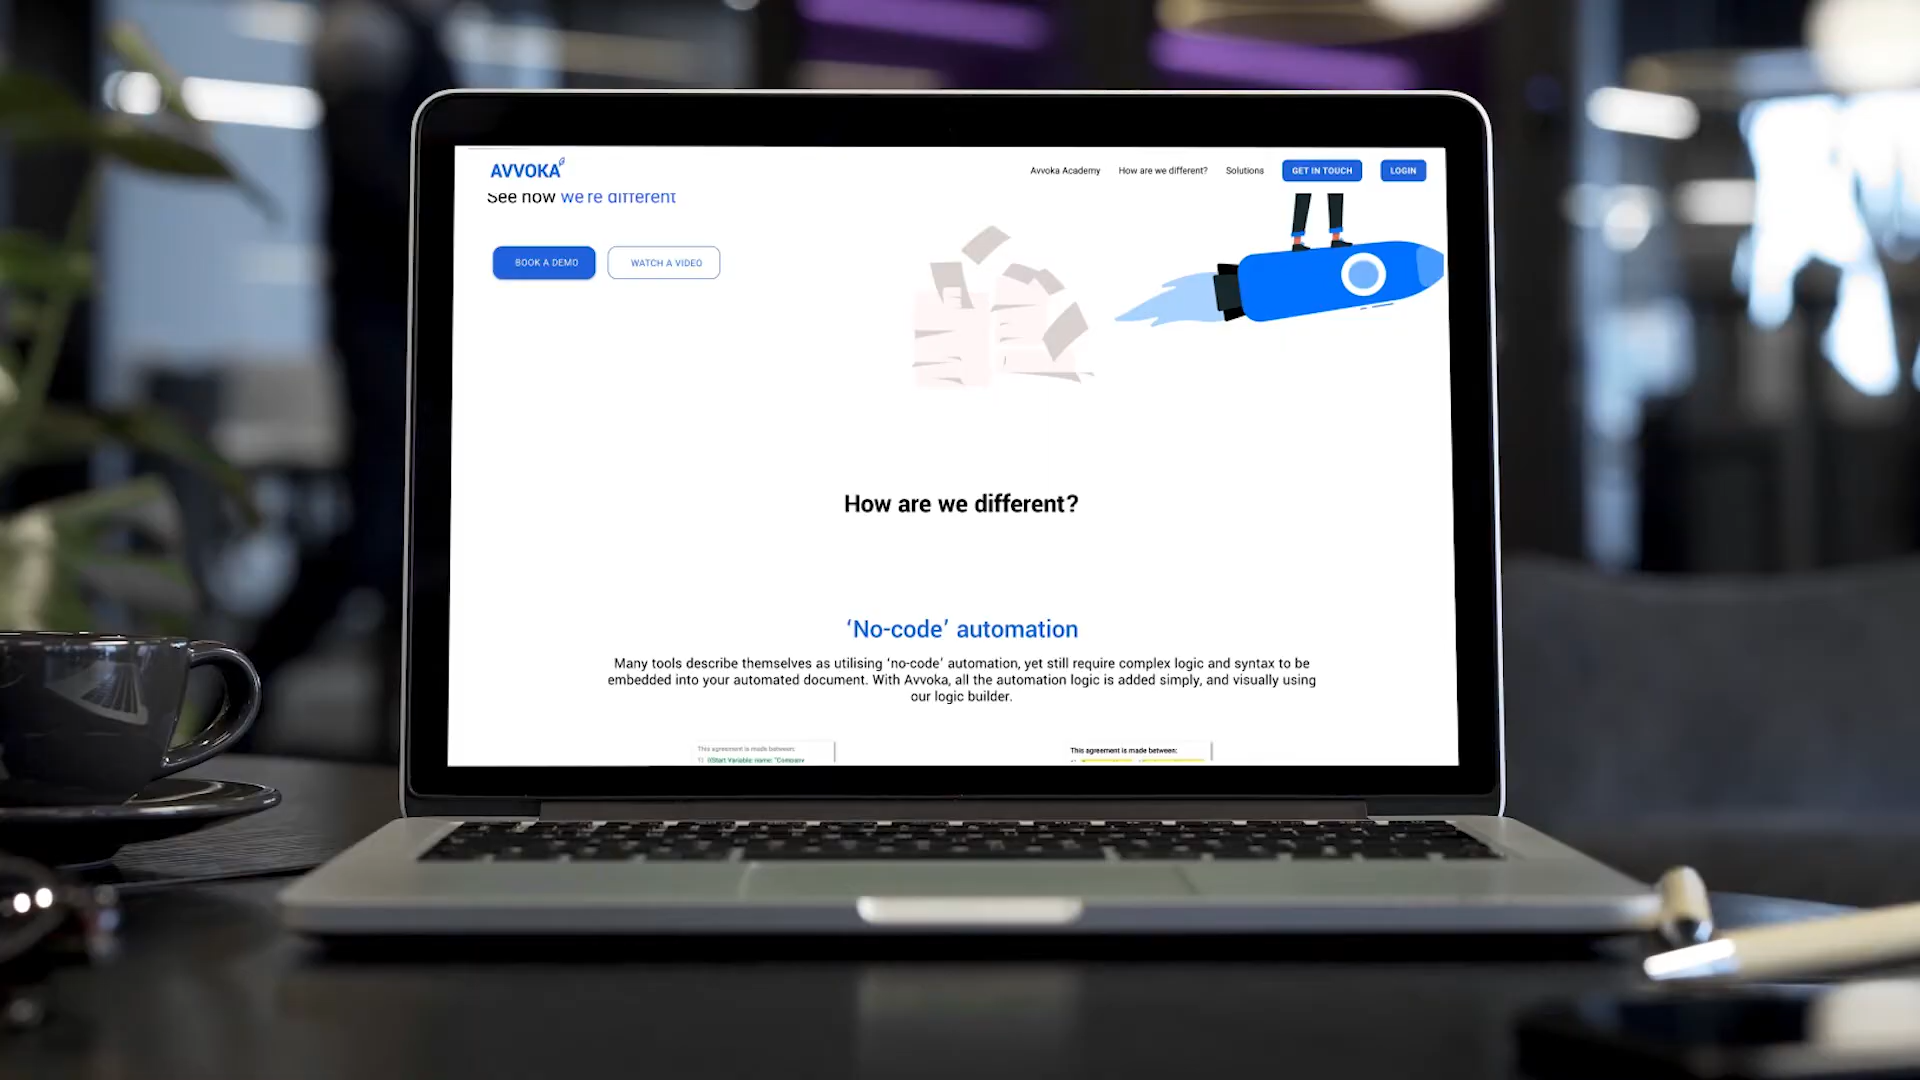 AVVOKA
Avvoka Academy
How are we different?
Solutions
GET IN TOUCH
LOGIN
See how we're different
BOOK A DEMO
WATCH A VIDEO
How are we different?
‘No-code’ automation
Many tools describe themselves as utilising ‘no-code’ automation, yet still require complex logic and syntax to be
embedded into your automated document. With Avvoka, all the automation logic is added simply, and visually using
our logic builder.
This agreement is made between:
This agreement is made between: